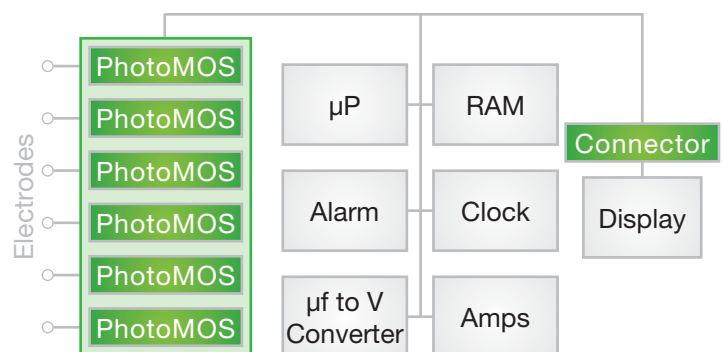 Electrodes
PhotoMOS
PhotoMOS
PhotoMOS
PhotoMOS
PhotoMOS
PhotoMOS
µP
RAM
Alarm
Clock
µf to V
Converter
Amps
Connector
Display